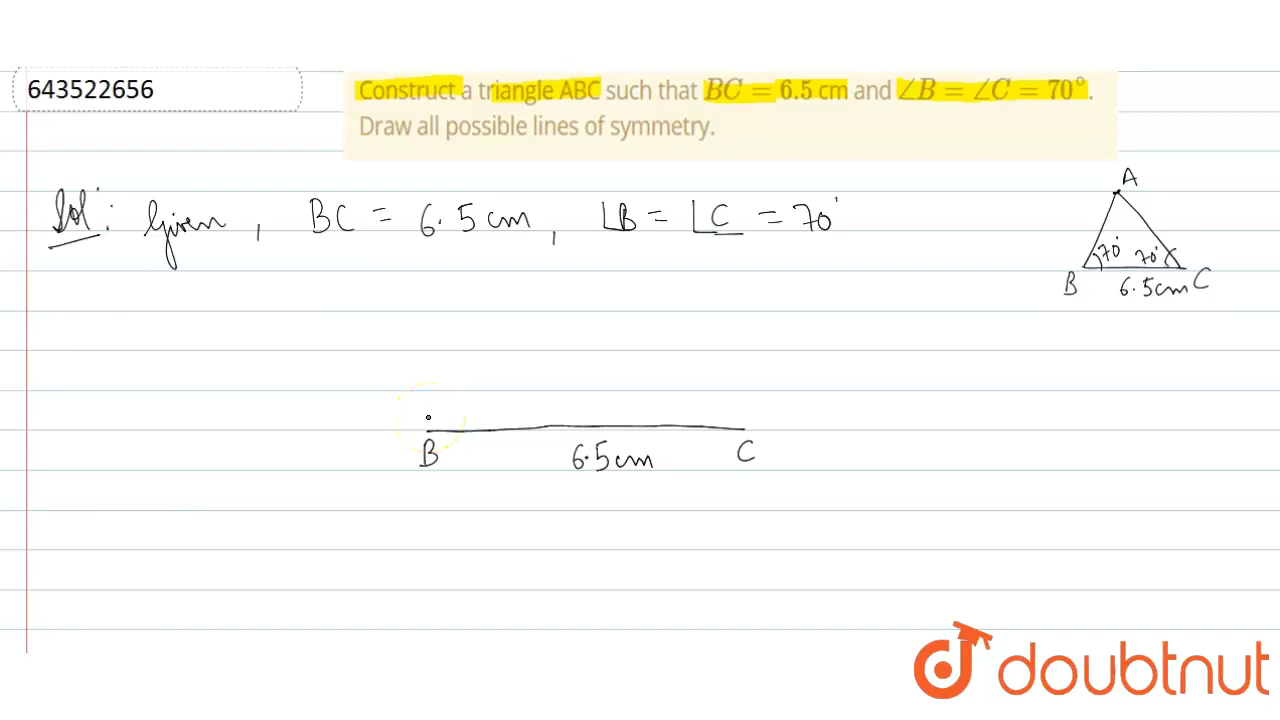 643522656
Construct a triangle ABC such that BC = 6.5 cm and ∠B = ∠C = 70°.
Draw all possible lines of symmetry.
Sol: Given, BC = 6.5 cm, ∠B = ∠C = 70°
A
70° 70°
B 6.5cm C
B 6.5cm C
doubtnut